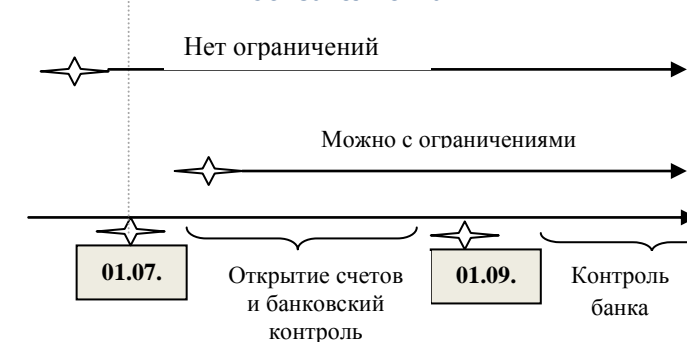 Нет ограничений
Можно с ограничениями
01.07.
Открытие счетов
и банковский
контроль
01.09.
Контроль
банка